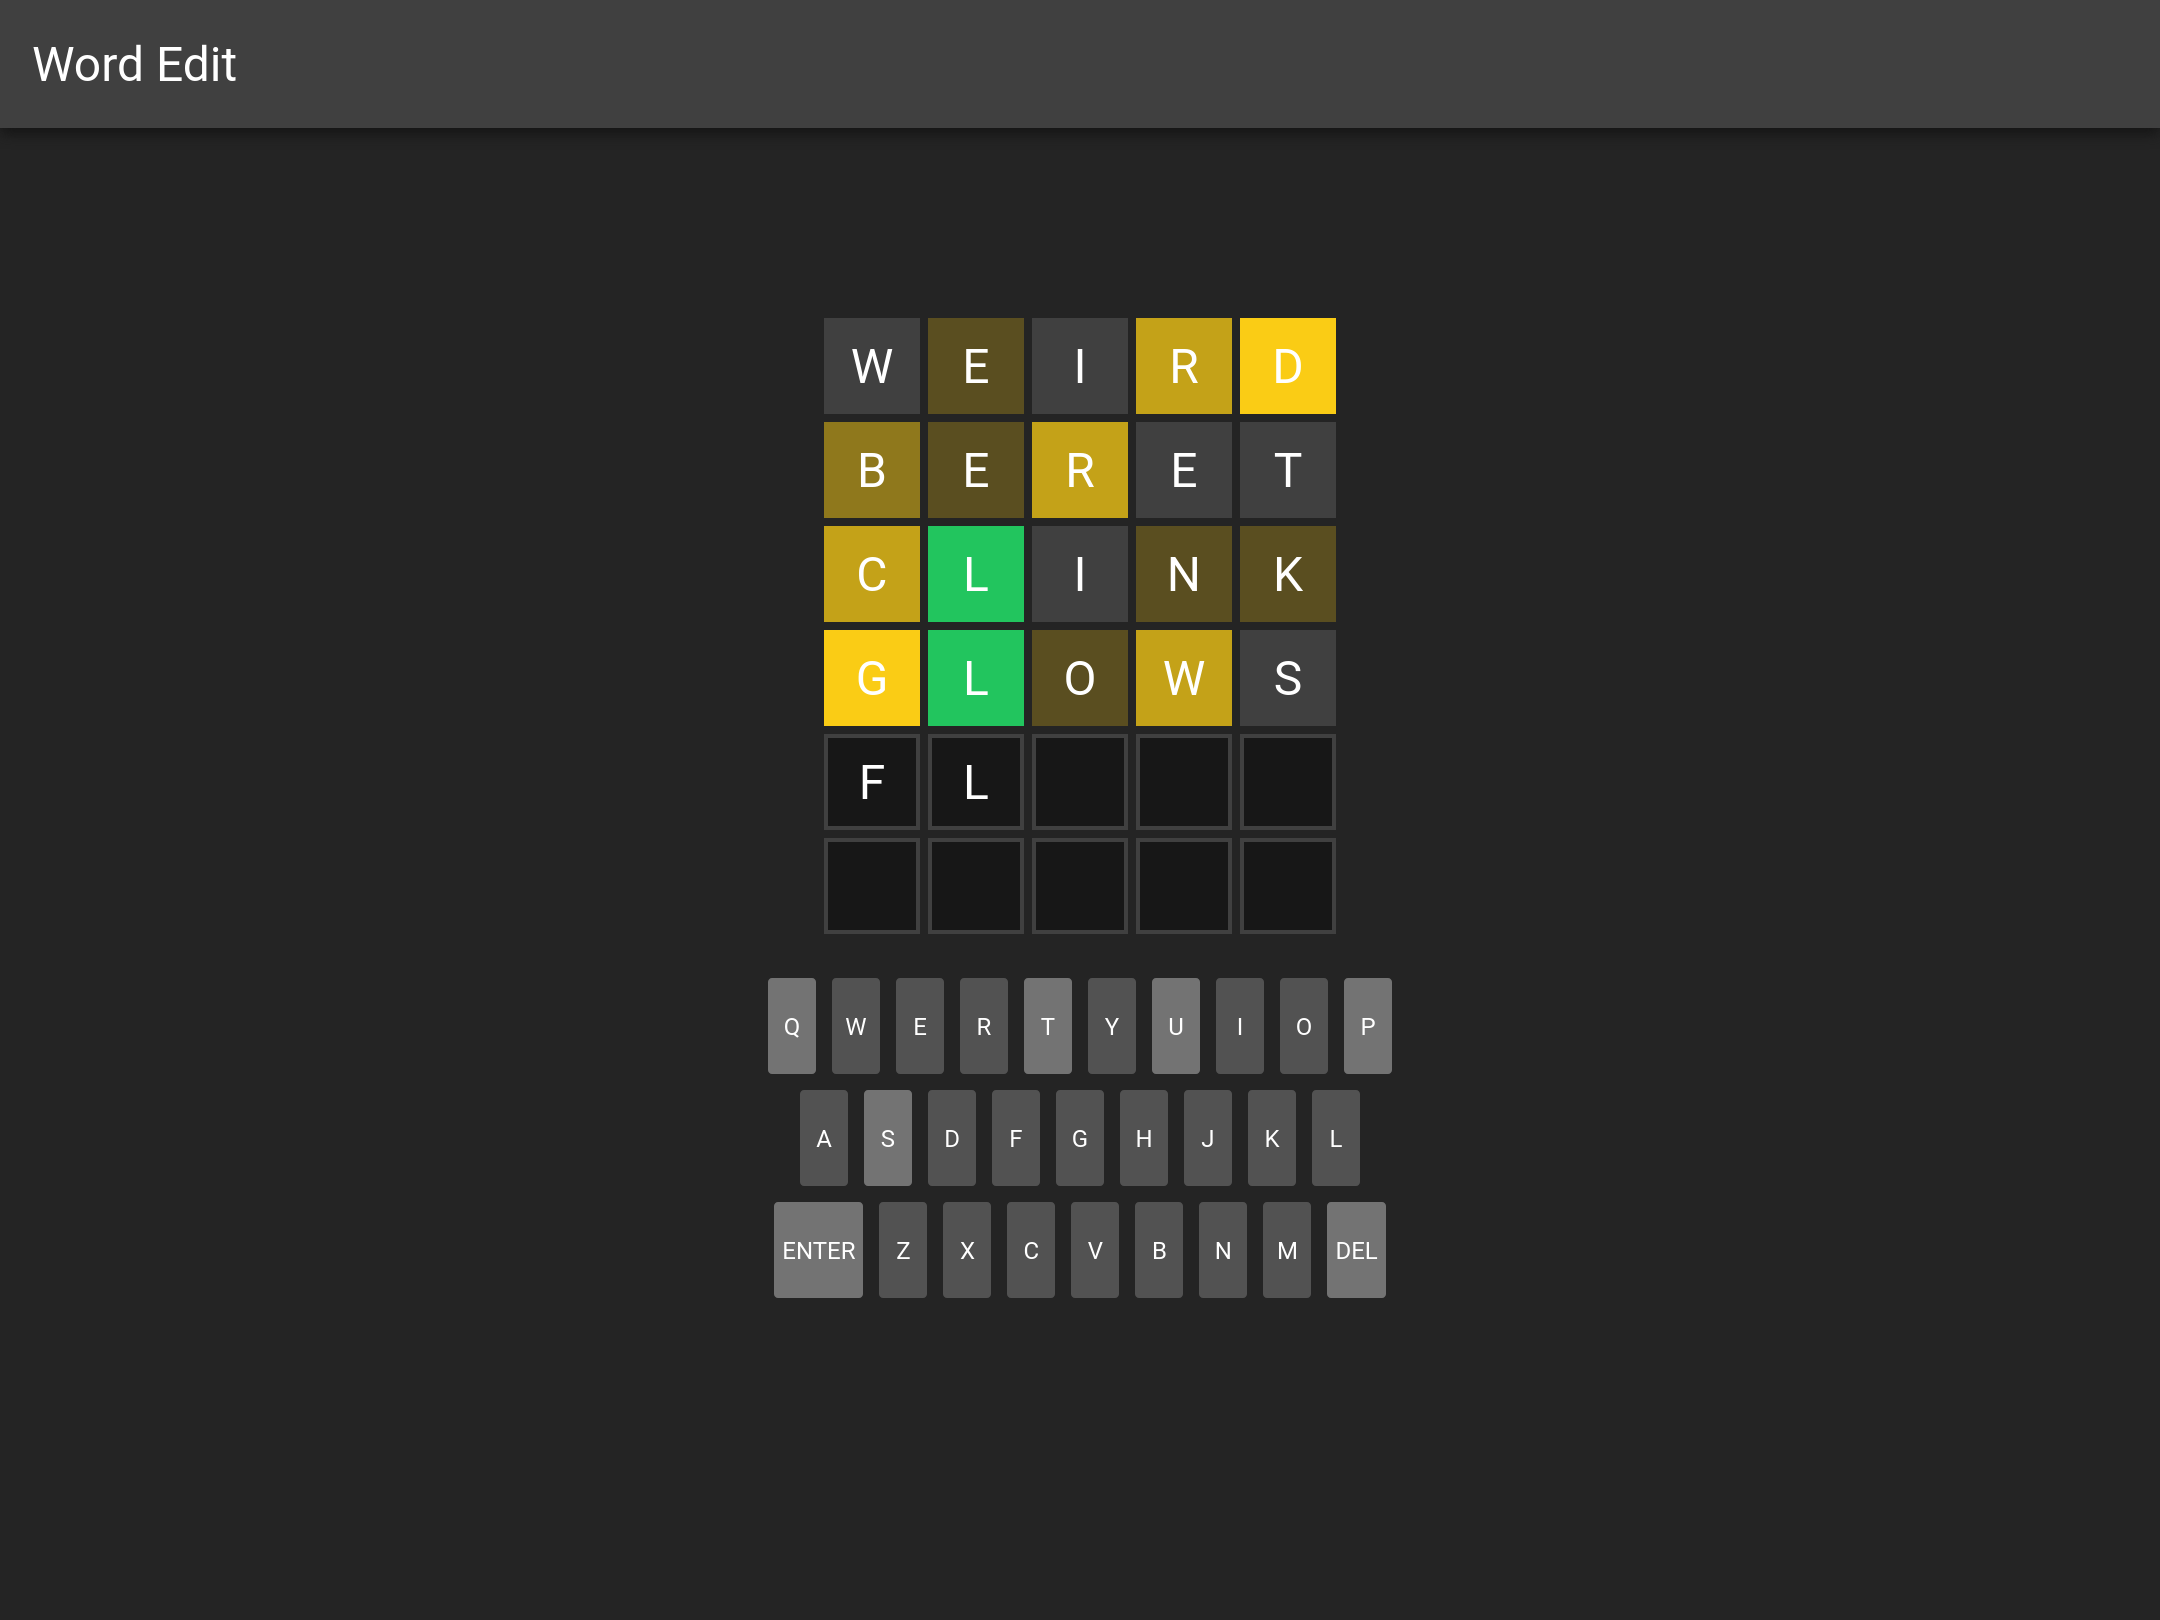 Word Edit
W E I R D
B E R E T
C L I N K
G L O W S
F L
Q W E R T Y U I O P
A S D F G H J K L
ENTER Z X C V B N M DEL